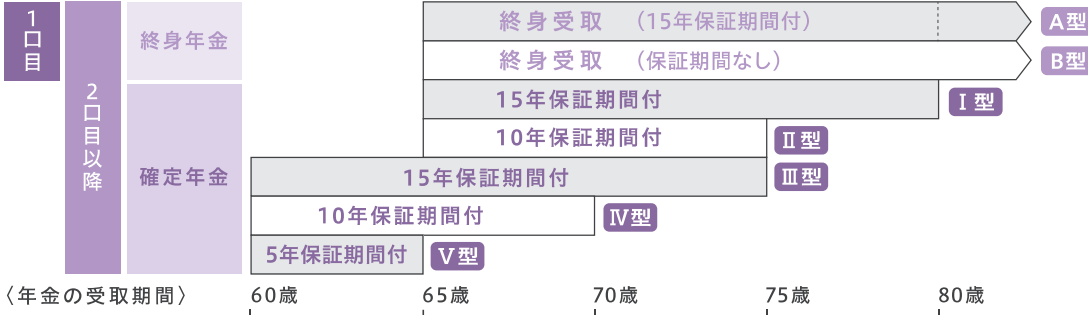 1口目
2口目以降
終身年金
終身受取 （15年保証期間付） A型
終身受取 （保証期間なし） B型
確定年金
15年保証期間付 Ⅰ型
10年保証期間付 Ⅱ型
15年保証期間付 Ⅲ型
10年保証期間付 Ⅳ型
5年保証期間付 Ⅴ型
〈年金の受取期間〉 60歳 65歳 70歳 75歳 80歳